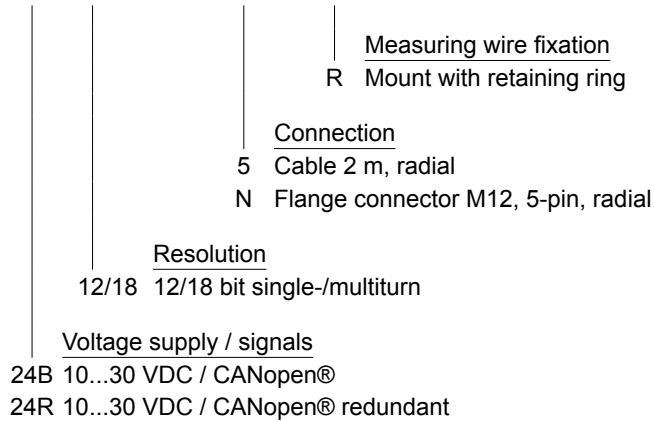 Measuring wire fixation
R Mount with retaining ring
Connection
5 Cable 2 m, radial
N Flange connector M12, 5-pin, radial
Resolution
12/18 12/18 bit single-/multiturn
Voltage supply / signals
24B 10...30 VDC / CANopen®
24R 10...30 VDC / CANopen® redundant